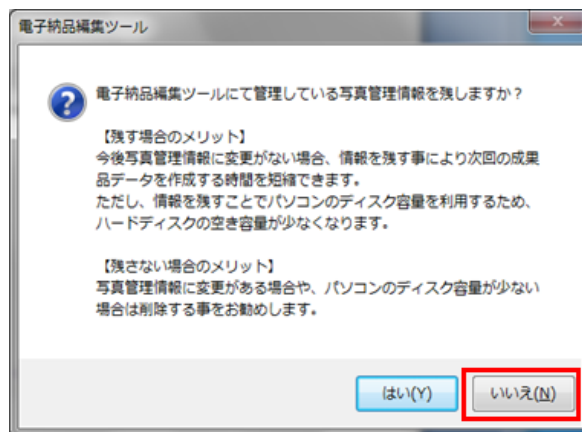 電子納品編集ツール
電子納品編集ツールにて管理している写真管理情報を残しますか？
【残す場合のメリット】
今後写真管理情報に変更がない場合、情報を残す事により次回の成果
品データを作成する時間を短縮できます。
ただし、情報を残すことでパソコンのディスク容量を利用するため、
ハードディスクの空き容量が少なくなります。
【残さない場合のメリット】
写真管理情報に変更がある場合や、パソコンのディスク容量が少ない
場合は削除する事をお勧めします。
はい(Y)
いいえ(N)